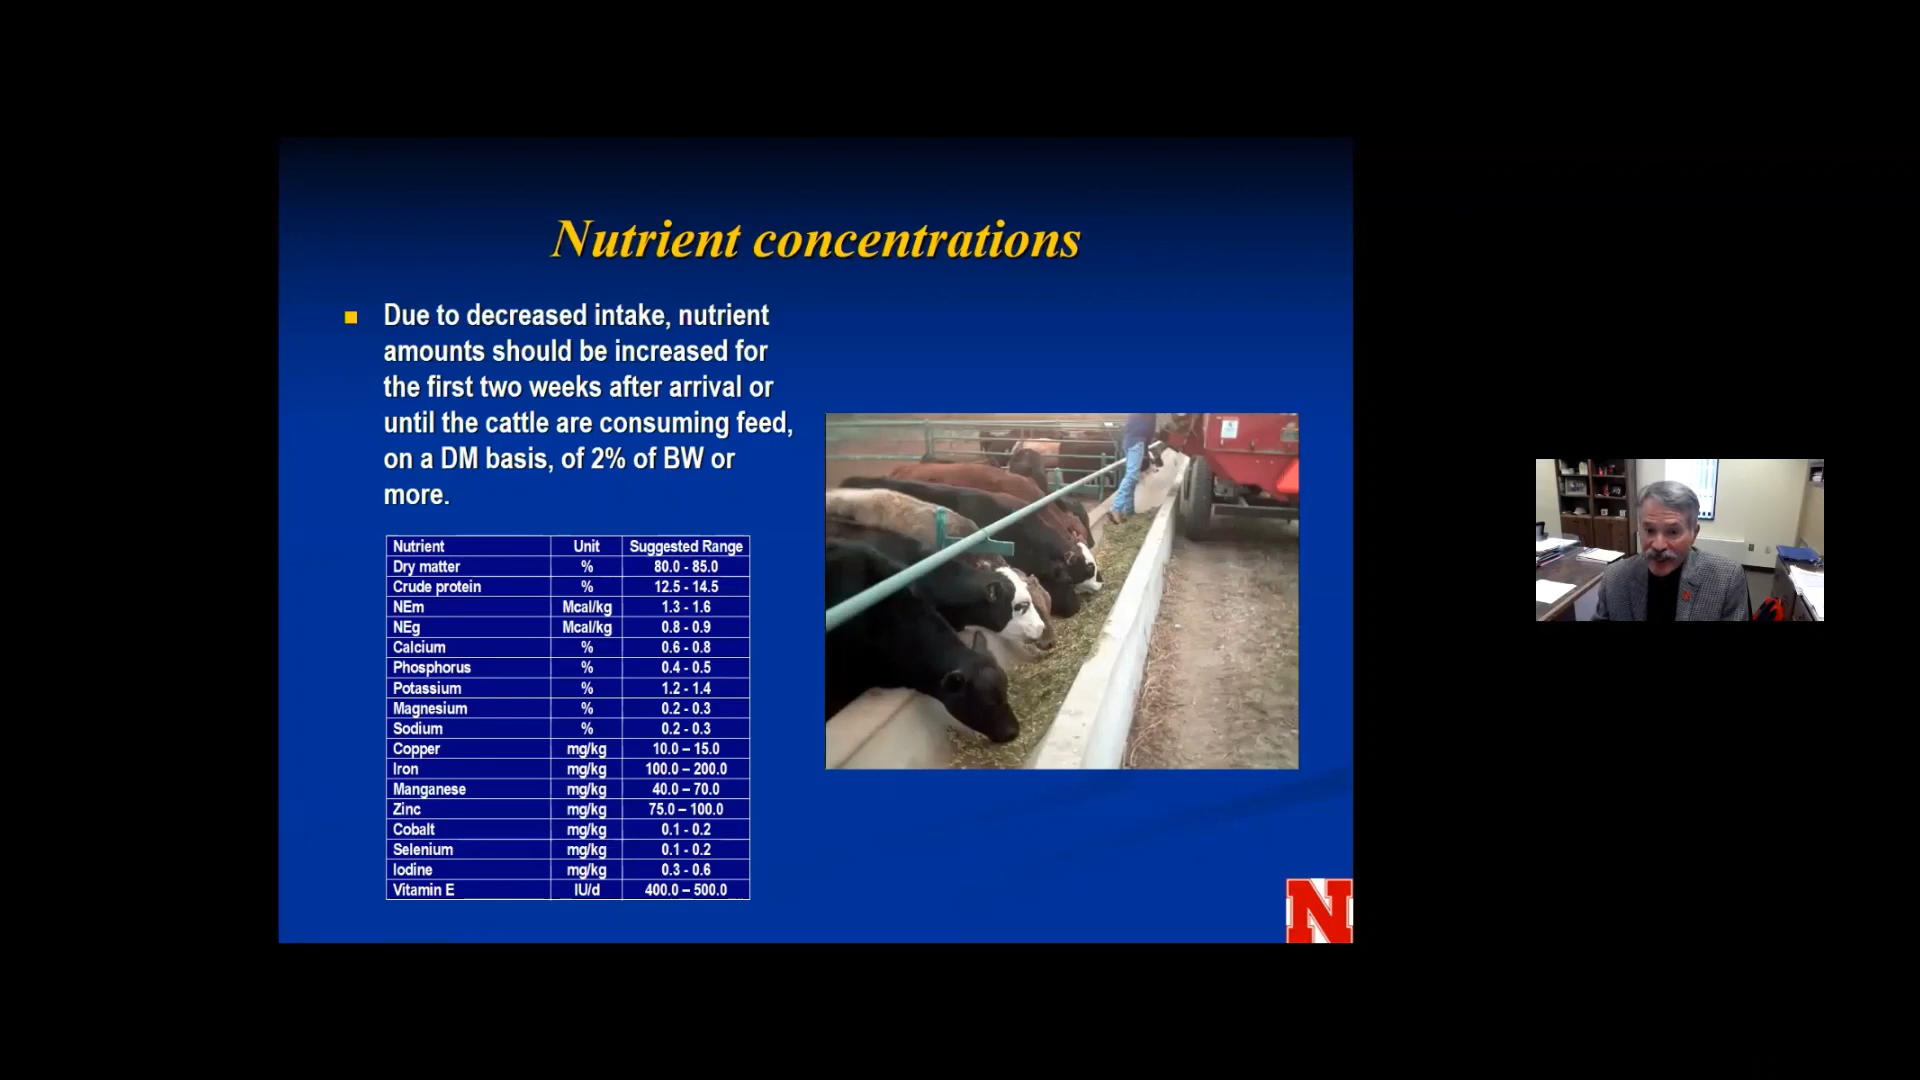 Nutrient concentrations
Due to decreased intake, nutrient
amounts should be increased for
the first two weeks after arrival or
until the cattle are consuming feed,
on a DM basis, of 2% of BW or
more.
Nutrient Unit Suggested Range
Dry matter % 80.0 - 85.0
Crude protein % 12.5 - 14.5
NEm Mcal/kg 1.3 - 1.6
NEg Mcal/kg 0.8 - 0.9
Calcium % 0.6 - 0.8
Phosphorus % 0.4 - 0.5
Potassium % 1.2 - 1.4
Magnesium % 0.2 - 0.3
Sodium % 0.2 - 0.3
Copper mg/kg 10.0 – 15.0
Iron mg/kg 100.0 – 200.0
Manganese mg/kg 40.0 – 70.0
Zinc mg/kg 75.0 – 100.0
Cobalt mg/kg 0.1 - 0.2
Selenium mg/kg 0.1 - 0.2
Iodine mg/kg 0.3 - 0.6
Vitamin E IU/d 400.0 – 500.0
N